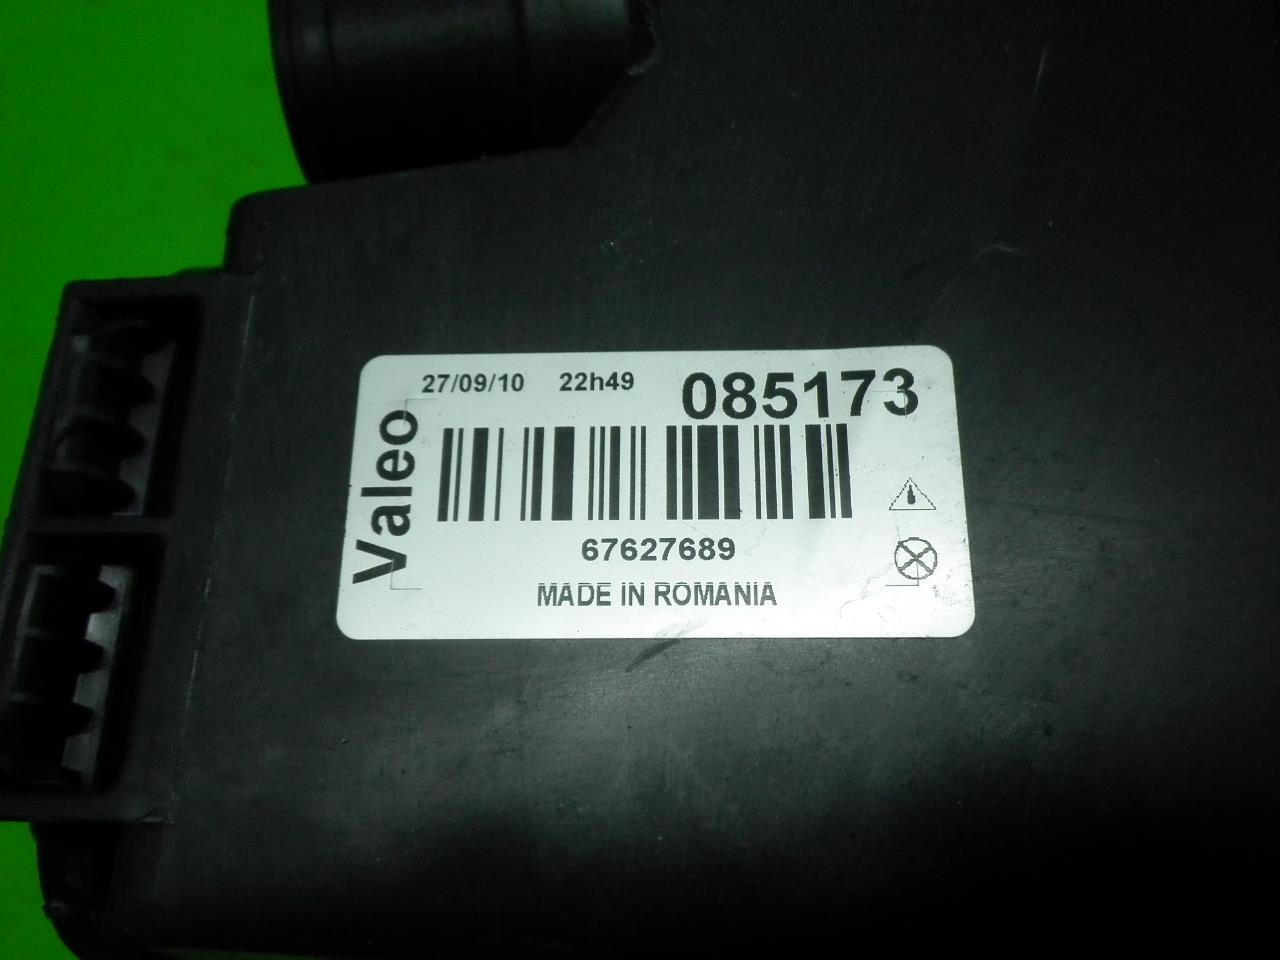 27/09/10 22h49 085173
Valeo
67627689
MADE IN ROMANIA